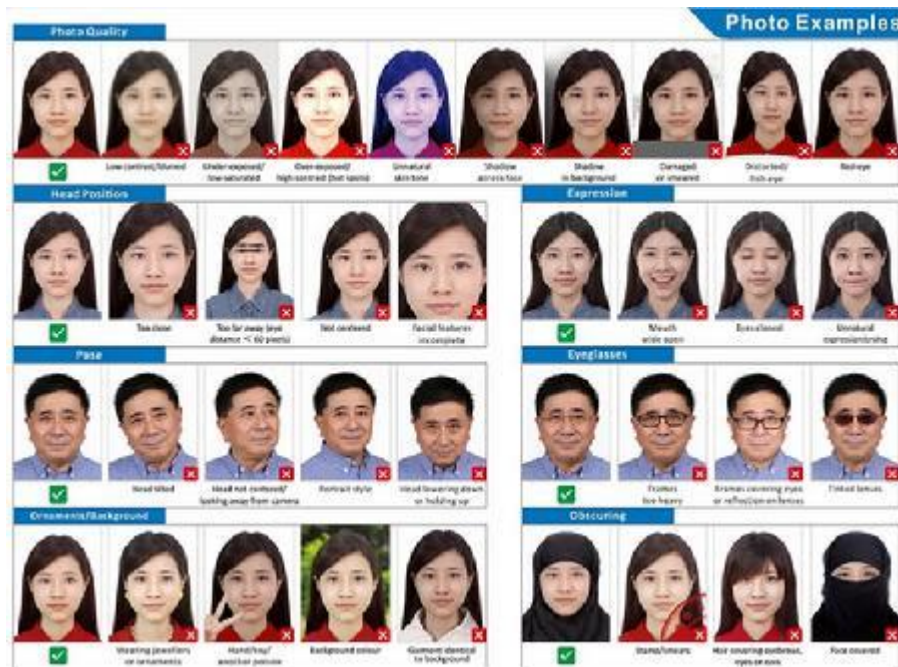 Photo Examples
Photo Quality
Low contrast/blurred
Under-exposed/
low-saturated
Over-exposed/
high contrast (hot spots)
Unnatural
skin tone
Shadow
across face
Shadow
in background
Damaged
or smeared
Distorted/
fish eye
Red eye
Head Position
Too close
Too far away (eye
distance < 60 pixels)
Not centered
Facial features
incomplete
Expression
Mouth
wide open
Eyes closed
Unnatural
Pose
Head tilted
Head not centered/
looking away from camera
Portrait style
Head lowering down
or holding up
Eyeglasses
Frames
too heavy
Frames covering eyes
or reflection on lenses
Tinted lenses
Ornaments/Background
Wearing jewellery
or ornaments
Hand/toy/
another person
Background colour
Garment identical
to background
Obscuring
Hair covering eyebrows,
eyes or ears
Face covered